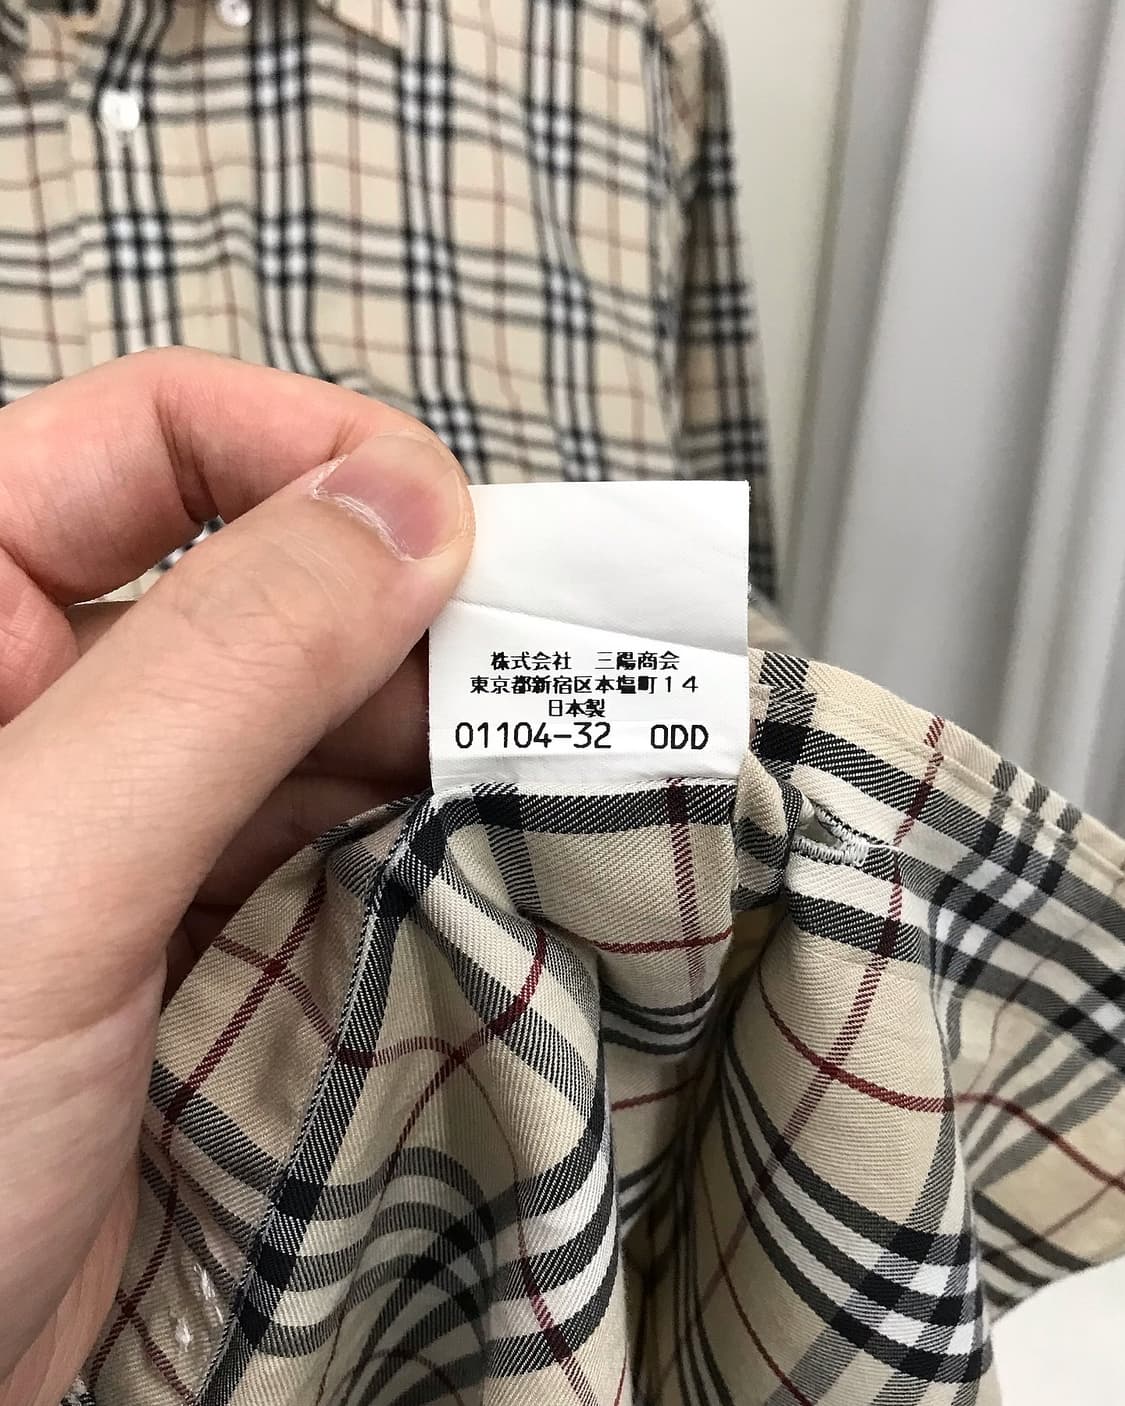 株式会社　三陽商会
東京都新宿区本塩町１４
日本製
01104-32 ODD